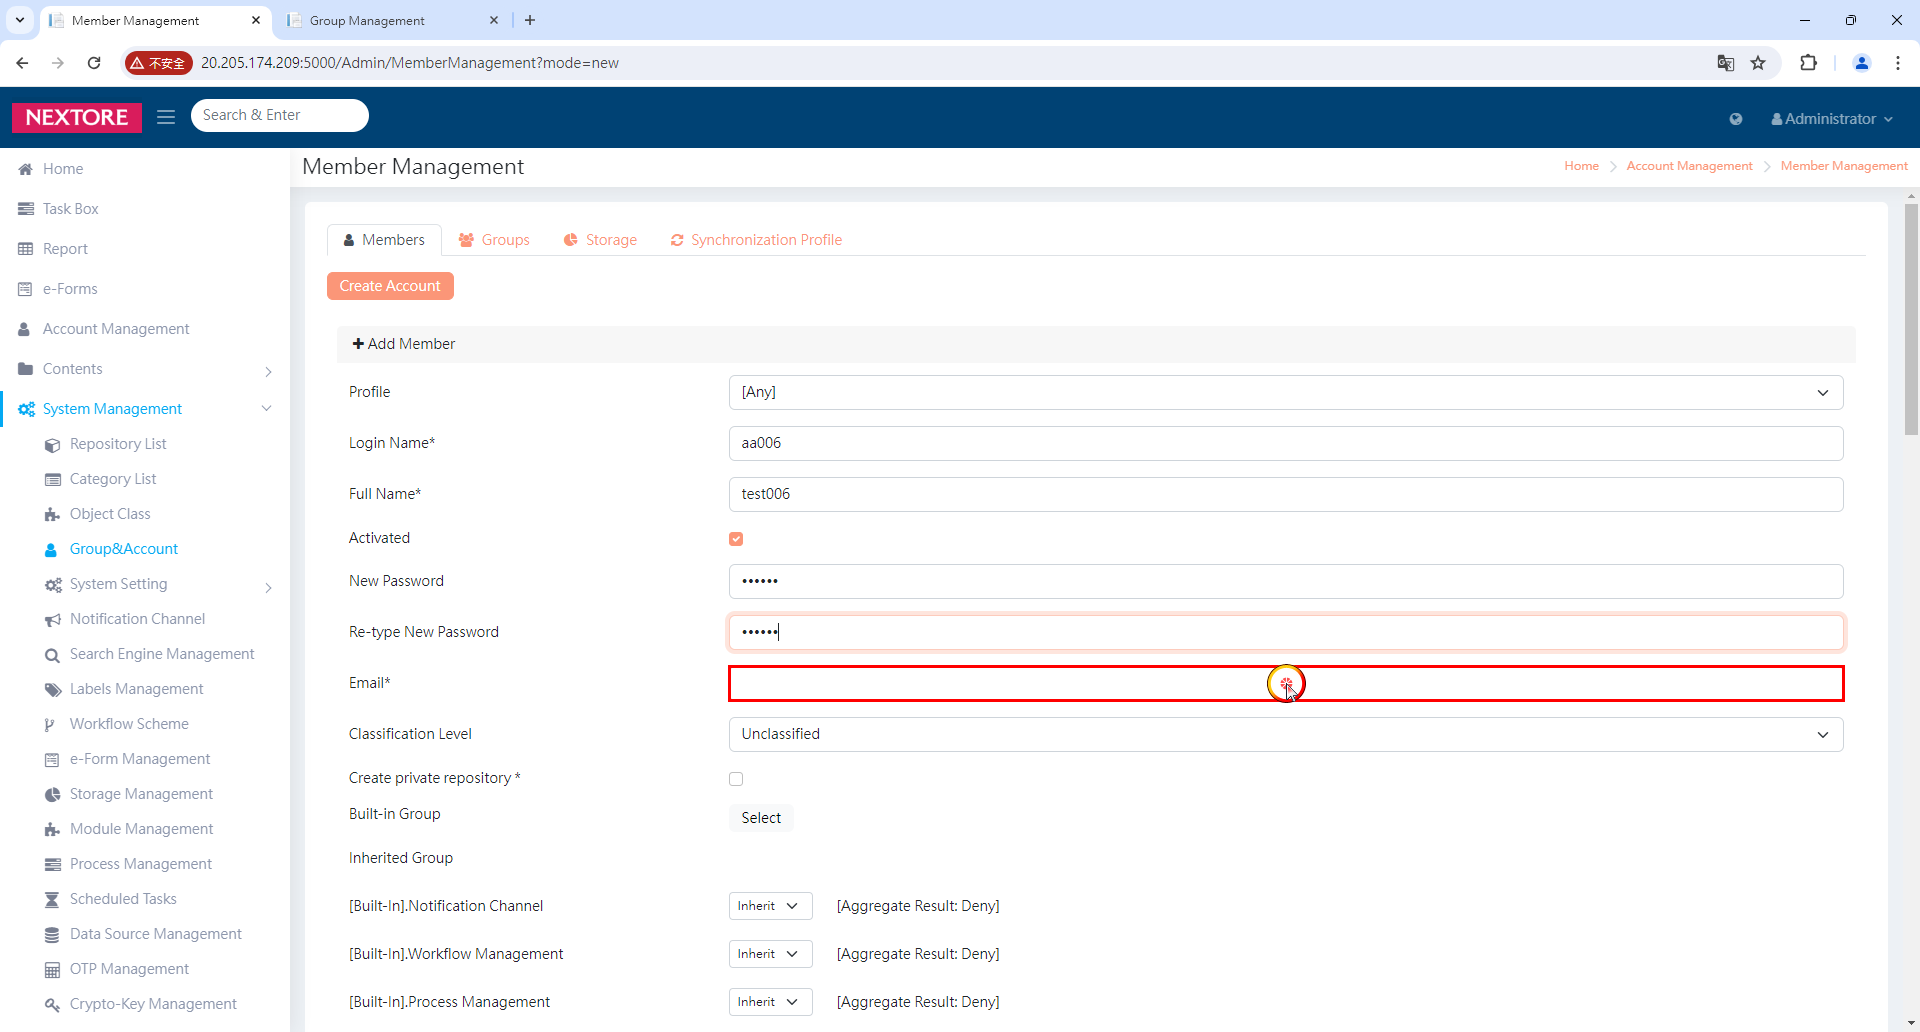 Member Management
Group Management
不安全
20.205.174.209:5000/Admin/MemberManagement?mode=new
NEXTORE
Search & Enter
Administrator
Home
Task Box
Report
e-Forms
Account Management
Contents
System Management
Repository List
Category List
Object Class
Group&Account
System Setting
Notification Channel
Search Engine Management
Labels Management
Workflow Scheme
e-Form Management
Storage Management
Module Management
Process Management
Scheduled Tasks
Data Source Management
OTP Management
Crypto-Key Management
Member Management
Home > Account Management > Member Management
Members Groups Storage Synchronization Profile
Create Account
Add Member
Profile [Any]
Login Name* aa006
Full Name* test006
Activated
New Password ••••••
Re-type New Password ••••••
Email*
Classification Level Unclassified
Create private repository *
Built-in Group Select
Inherited Group
[Built-In].Notification Channel Inherit [Aggregate Result: Deny]
[Built-In].Workflow Management Inherit [Aggregate Result: Deny]
[Built-In].Process Management Inherit [Aggregate Result: Deny]